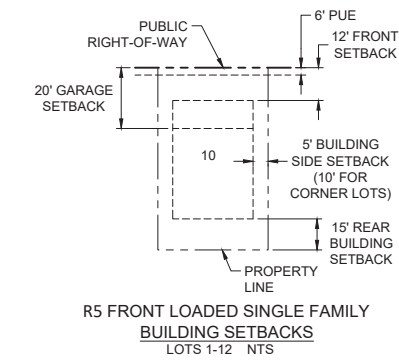 PUBLIC
RIGHT-OF-WAY
6' PUE
12' FRONT
SETBACK
20' GARAGE
SETBACK
10
5' BUILDING
SIDE SETBACK
(10' FOR
CORNER LOTS)
15' REAR
BUILDING
SETBACK
PROPERTY
LINE
R5 FRONT LOADED SINGLE FAMILY
BUILDING SETBACKS
LOTS 1-12 NTS